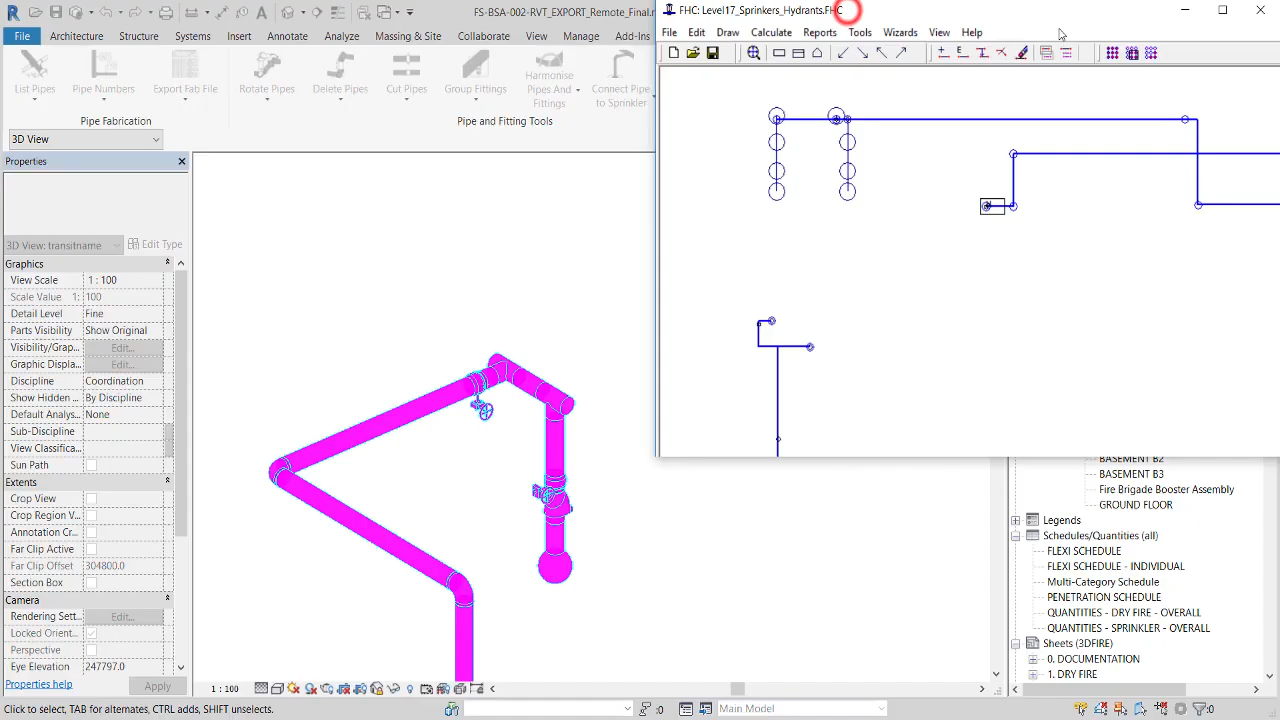 FS-BSA-002-RVT_EXPORT_Remote_Final.
File
Architecture
Structure
Systems
Insert
Annotate
Analyze
Massing & Site
Collaborate
View
Manage
Add-Ins
List Pipes
Pipe Numbers
Export Fab File
Rotate Pipes
Delete Pipes
Cut Pipes
Group Fittings
Harmonise
Pipes And
Fittings
Connect Pipe
to Sprinkler
Pipe Fabrication
Pipe and Fitting Tools
3D View
Properties
3D View: transitname
Edit Type
Graphics
View Scale 1 : 100
Scale Value 1: 100
Detail Level Fine
Parts Visibility Show Original
Visibility/Grap... Edit...
Graphic Displa... Edit...
Discipline Coordination
Show Hidden ... By Discipline
Default Analys... None
Sub-Discipline
View Classifica...
Sun Path
Extents
Crop View
Crop Region V...
Annotation Cr...
Far Clip Active
Far Clip Offset 304800.0
Section Box
Camera
Rendering Sett... Edit...
Locked Orient...
Perspective
Eye Elevation 247797.0
Properties help
Apply
FHC: Level17_Sprinkers_Hydrants.FHC
File Edit Draw Calculate Reports Tools Wizards View Help
BASEMENT B2
BASEMENT B3
Fire Brigade Booster Assembly
GROUND FLOOR
Legends
Schedules/Quantities (all)
FLEXI SCHEDULE
FLEXI SCHEDULE - INDIVIDUAL
Multi-Category Schedule
PENETRATION SCHEDULE
QUANTITIES - DRY FIRE - OVERALL
QUANTITIES - SPRINKLER - OVERALL
Sheets (3DFIRE)
0. DOCUMENTATION
1. DRY FIRE
1 : 100
Click to select, TAB for alternates, CTRL adds, SHIFT unselects.
:0
Main Model
:0